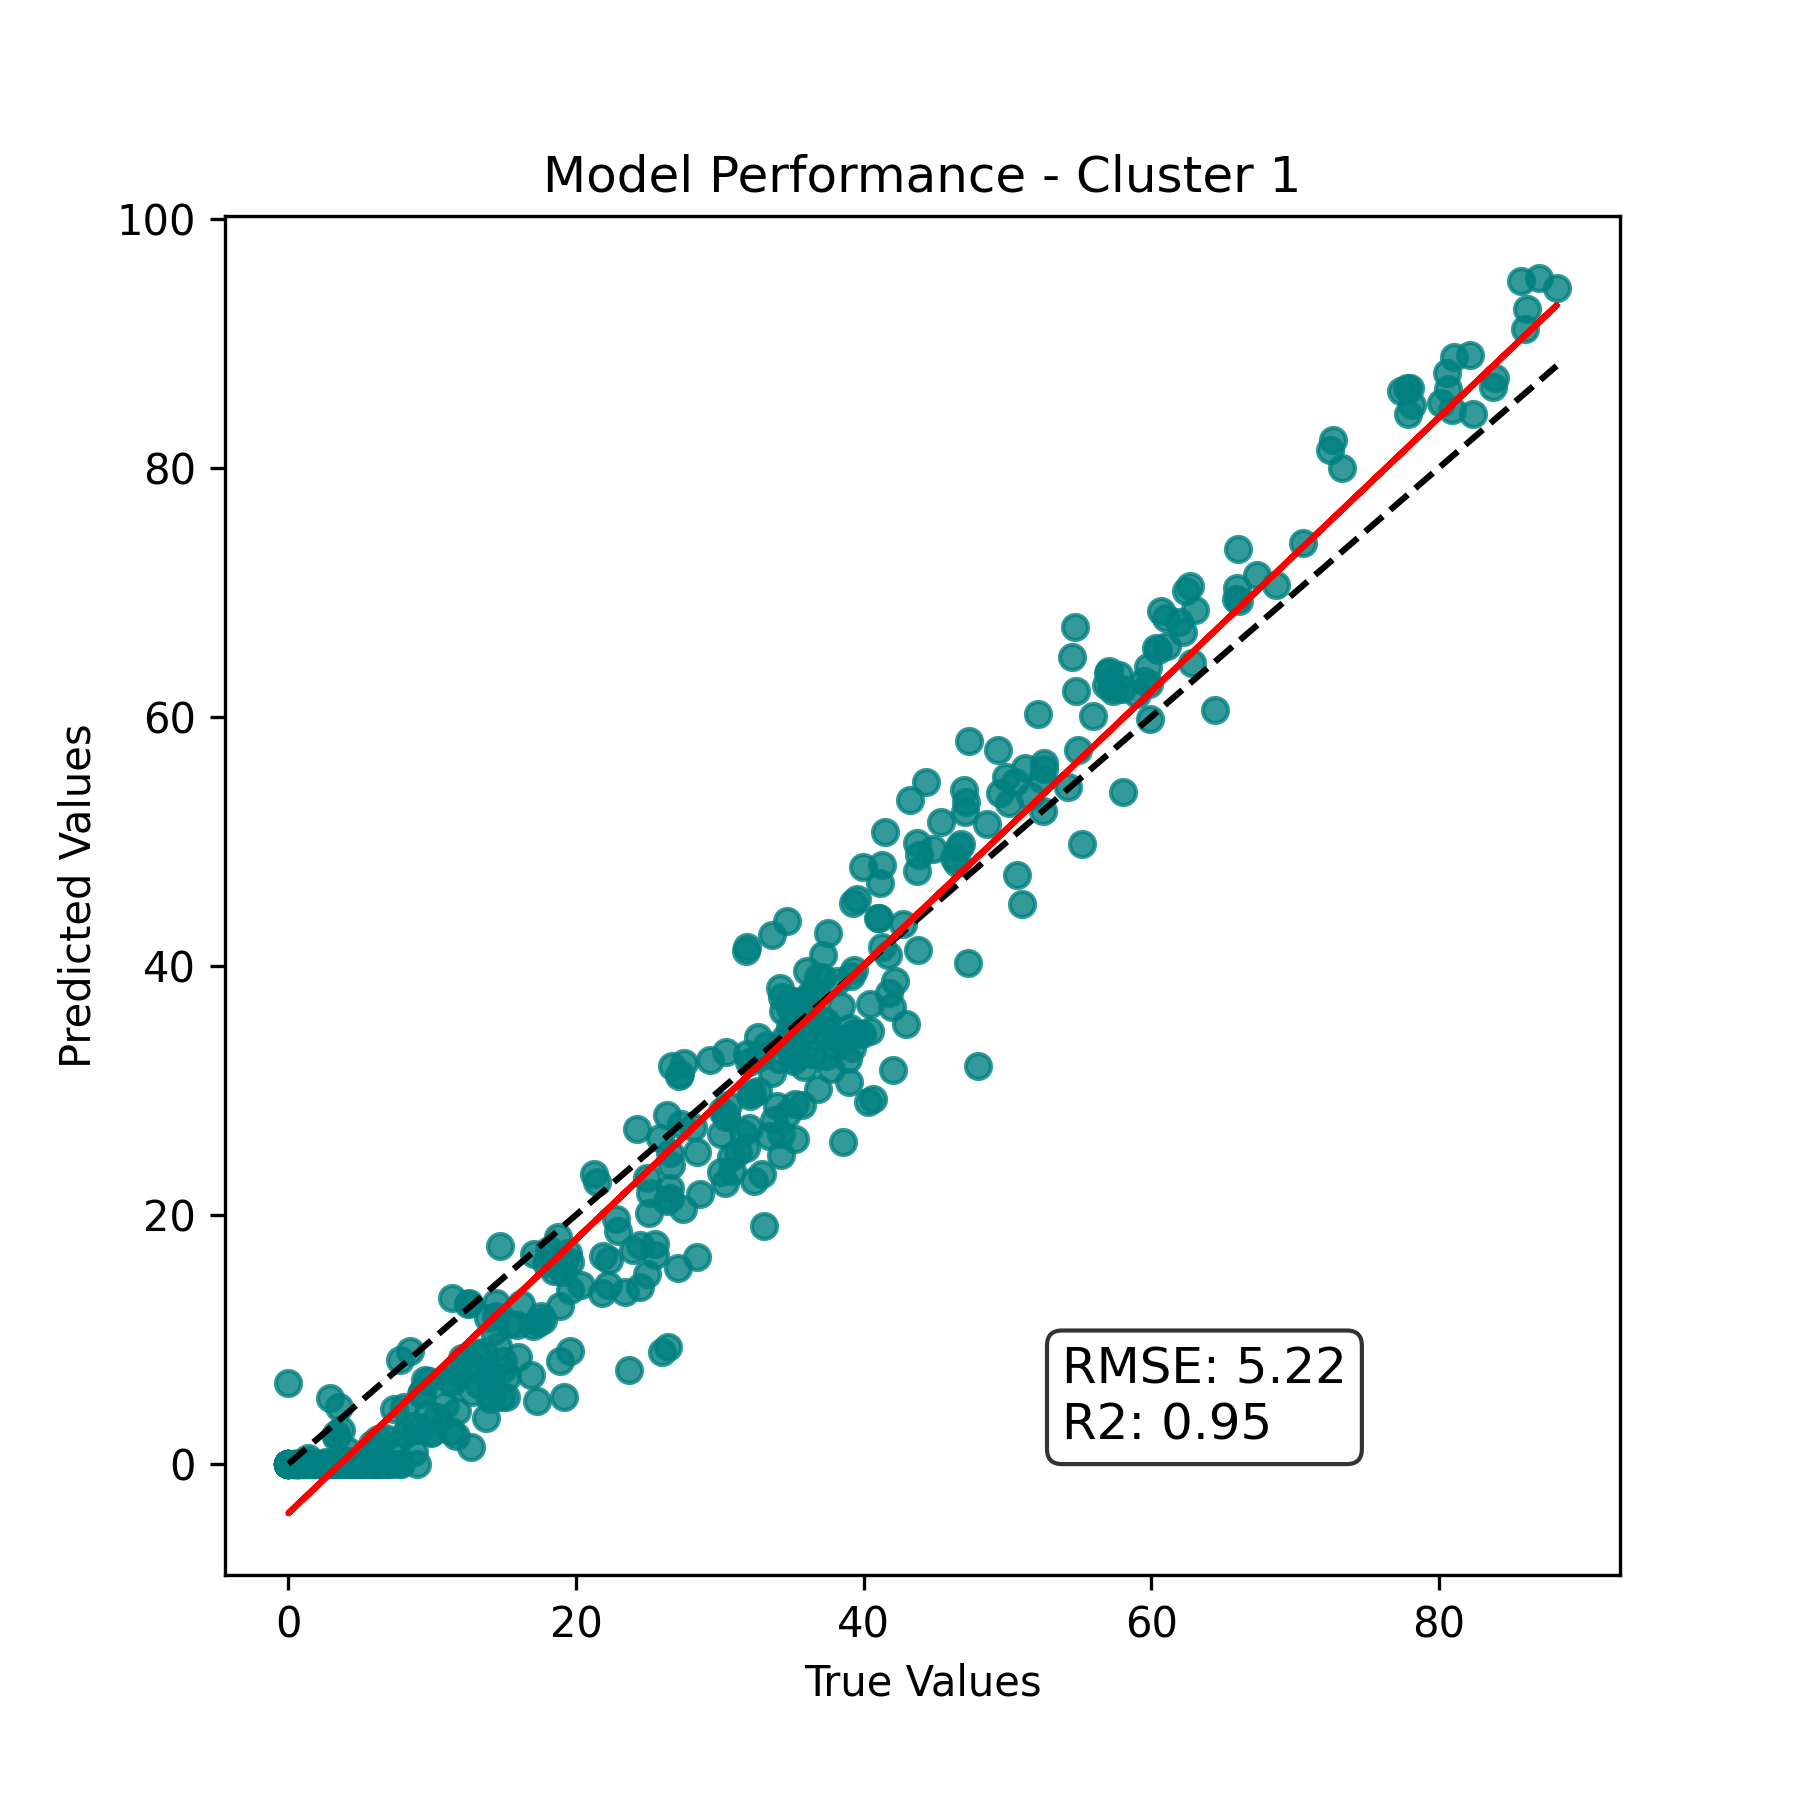 Model Performance - Cluster 1
100
80
60
40
20
0
Predicted Values
RMSE: 5.22
R2: 0.95
0 20 40 60 80
True Values